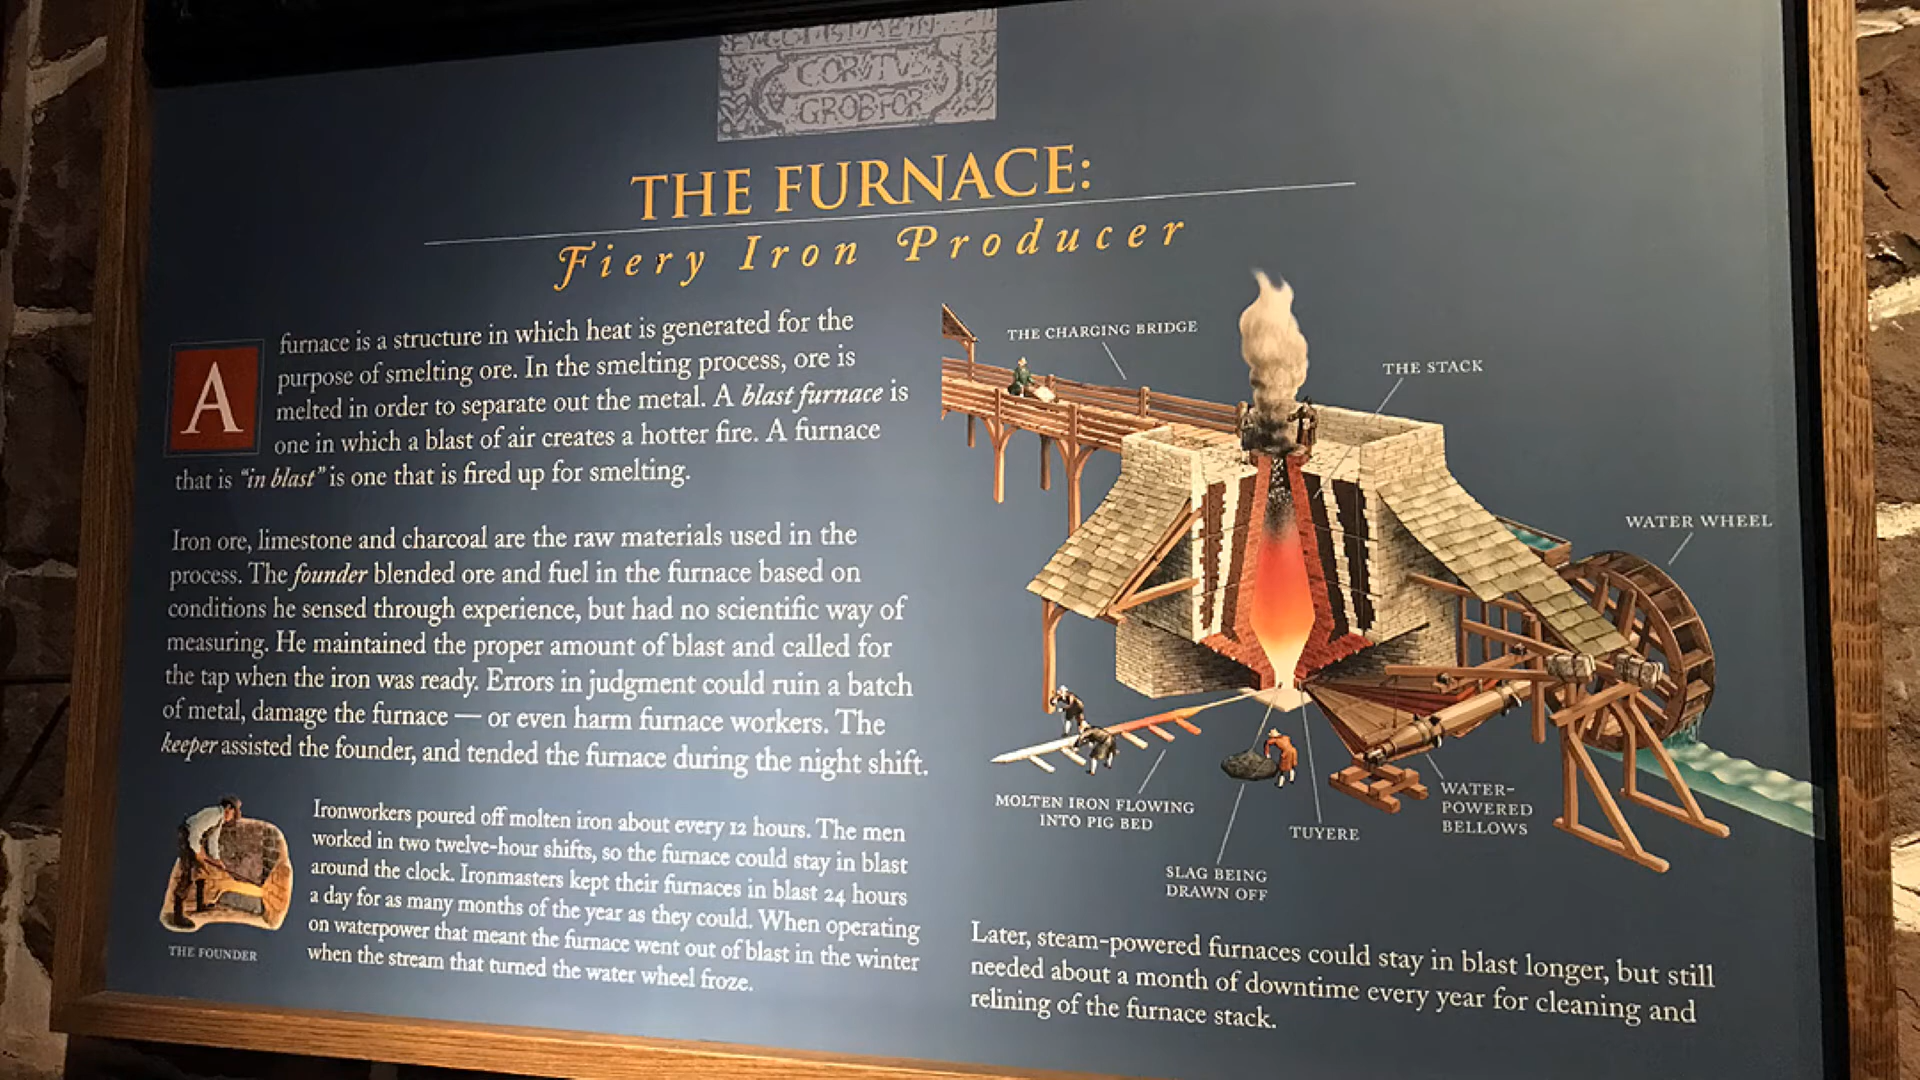 CORVTVS
GROBFOR
THE FURNACE:
Fiery Iron Producer
A furnace is a structure in which heat is generated for the
purpose of smelting ore. In the smelting process, ore is
melted in order to separate out the metal. A blast furnace is
one in which a blast of air creates a hotter fire. A furnace
that is "in blast" is one that is fired up for smelting.
Iron ore, limestone and charcoal are the raw materials used in the
process. The founder blended ore and fuel in the furnace based on
conditions he sensed through experience, but had no scientific way of
measuring. He maintained the proper amount of blast and called for
the tap when the iron was ready. Errors in judgment could ruin a batch
of metal, damage the furnace — or even harm furnace workers. The
keeper assisted the founder, and tended the furnace during the night shift.
Ironworkers poured off molten iron about every 12 hours. The men
worked in two twelve-hour shifts, so the furnace could stay in blast
around the clock. Ironmasters kept their furnaces in blast 24 hours
a day for as many months of the year as they could. When operating
on waterpower that meant the furnace went out of blast in the winter
when the stream that turned the water wheel froze.
THE FOUNDER
THE CHARGING BRIDGE
THE STACK
WATER WHEEL
MOLTEN IRON FLOWING
INTO PIG BED
SLAG BEING
DRAWN OFF
TUYERE
WATER-
POWERED
BELLOWS
Later, steam-powered furnaces could stay in blast longer, but still
needed about a month of downtime every year for cleaning and
relining of the furnace stack.